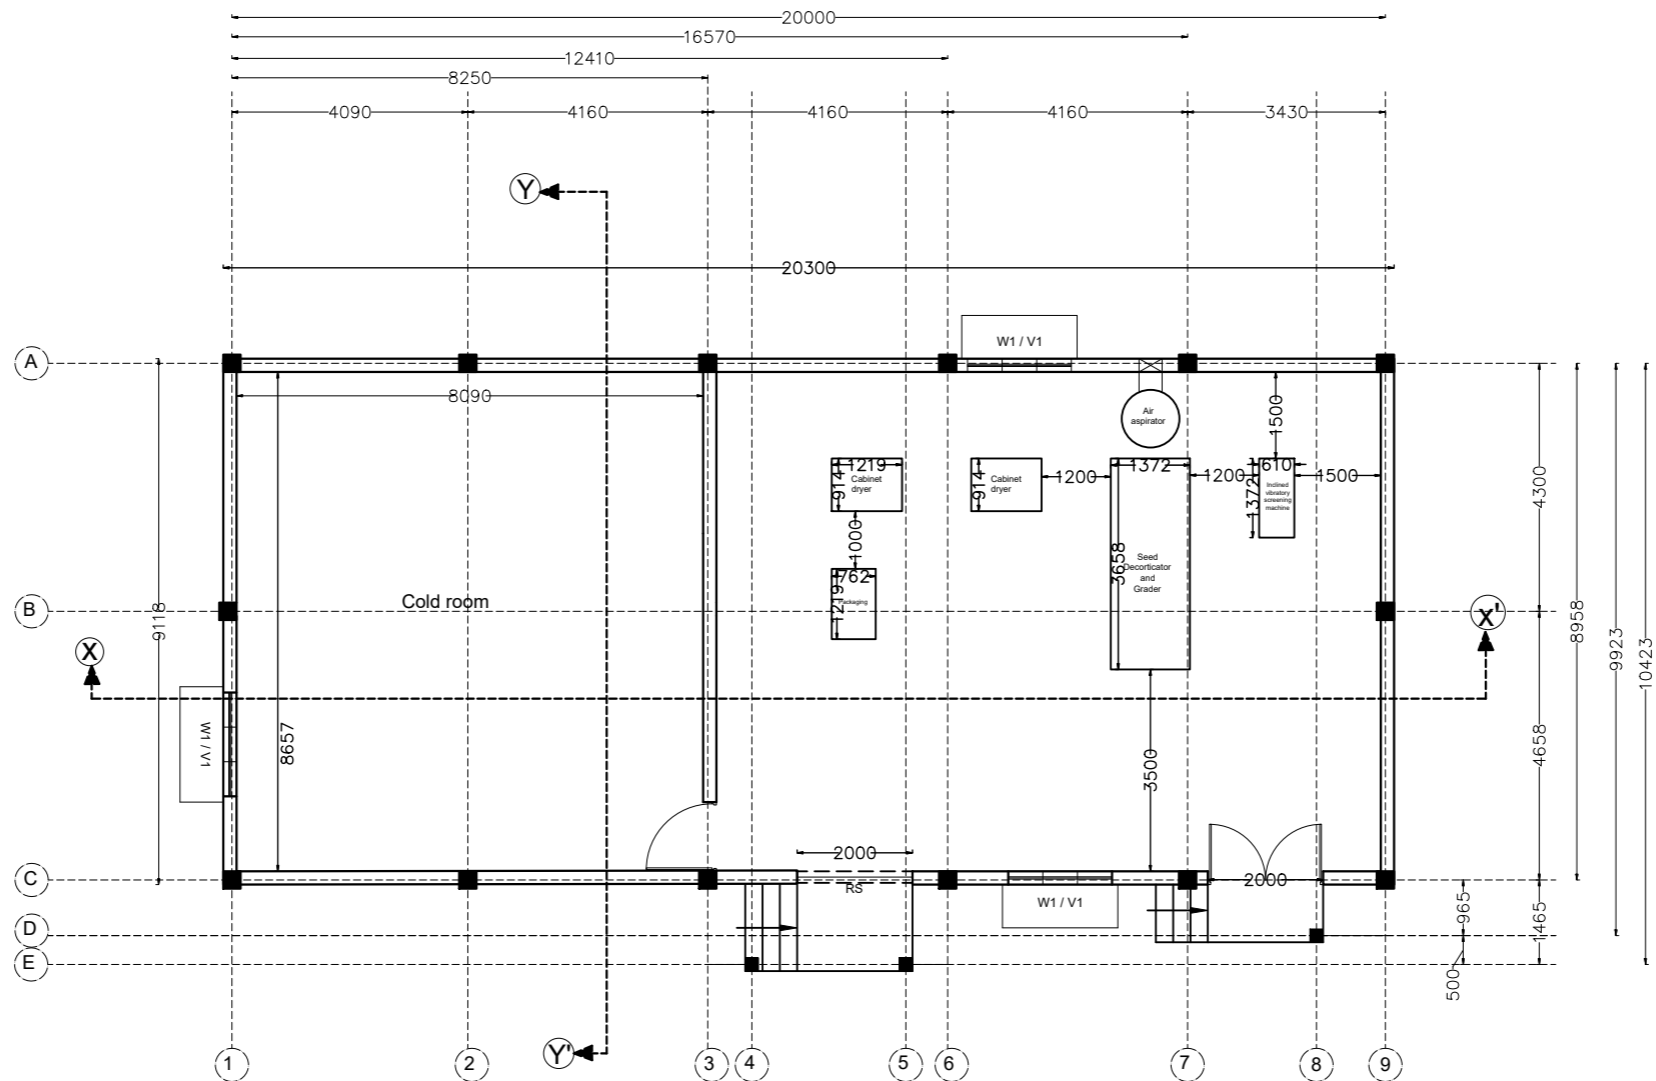 20000
16570
12410
8250
4090
4160
4160
4160
3430
Y
20300
W1 / V1
A
8090
Air
aspirator
1500
1219
914
Cabinet
dryer
914
Cabinet
dryer
1200
1372
1200
610
1500
1372
Inclined
vibratory
screening
machine
4300
1000
3658
Seed
Decorticator
and
Grader
762
1219
Packaging
Cold room
B
9118
8958
9923
10423
X
x'
W1 / V1
8657
3500
4658
2000
C
RS
2000
W1 / V1
965
1465
D
E
500
Y'
1
2
3
4
5
6
7
8
9